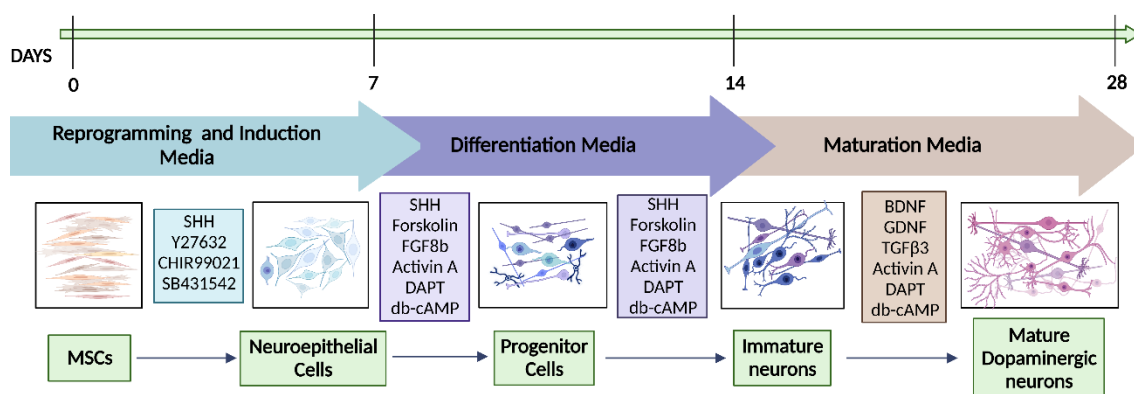 DAYS
0
7
14
28
Reprogramming and Induction
Media
Differentiation Media
Maturation Media
SHH
Y27632
CHIR99021
SB431542
SHH
Forskolin
FGF8b
Activin A
DAPT
db-cAMP
SHH
Forskolin
FGF8b
Activin A
DAPT
db-cAMP
BDNF
GDNF
TGFβ3
Activin A
DAPT
db-cAMP
MSCs
Neuroepithelial
Cells
Progenitor
Cells
Immature
neurons
Mature
Dopaminergic
neurons